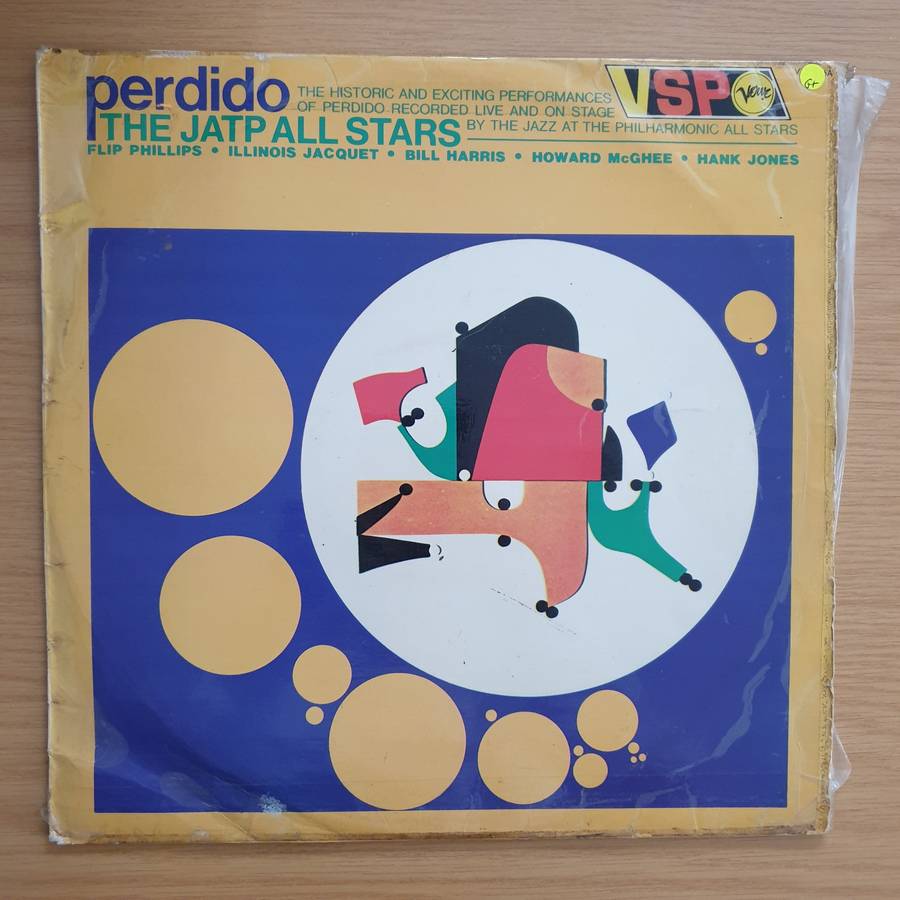 perdido
THE HISTORIC AND EXCITING PERFORMANCES
OF PERDIDO RECORDED LIVE AND ON STAGE
THE JATP ALL STARS
BY THE JAZZ AT THE PHILHARMONIC ALL STARS
FLIP PHILLIPS • ILLINOIS JACQUET • BILL HARRIS • HOWARD McGHEE • HANK JONES
VSP
Verve
G+